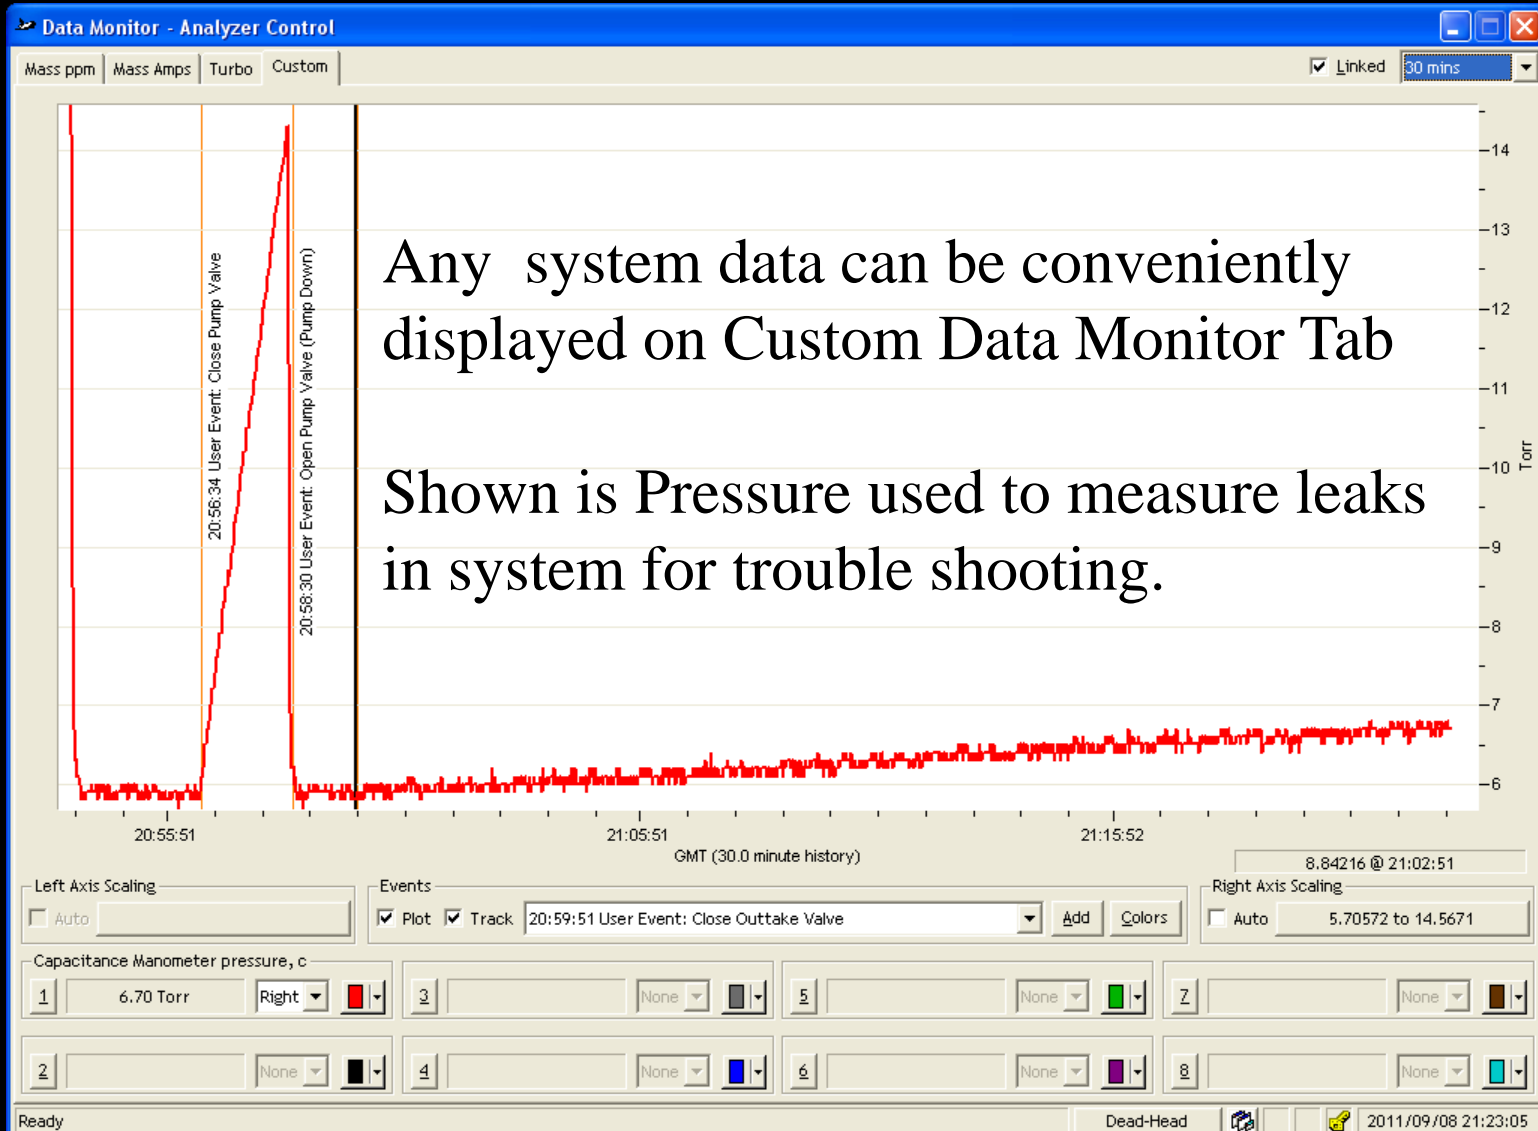 Data Monitor - Analyzer Control
Mass ppm
Mass Amps
Turbo
Custom
Linked
30 mins
20:56:34 User Event: Close Pump Valve
20:58:30 User Event: Open Pump Valve (Pump Down)
Any system data can be conveniently
displayed on Custom Data Monitor Tab
Shown is Pressure used to measure leaks
in system for trouble shooting.
14
13
12
11
10
9
8
7
6
Torr
20:55:51
21:05:51
21:15:52
GMT (30.0 minute history)
8.84216 @ 21:02:51
Left Axis Scaling
Auto
Events
Plot
Track
20:59:51 User Event: Close Outtake Valve
Add
Colors
Right Axis Scaling
Auto
5.70572 to 14.5671
Capacitance Manometer pressure, c
1
6.70 Torr
Right
3
None
5
None
7
None
2
None
4
None
6
None
8
None
Ready
Dead-Head
2011/09/08 21:23:05